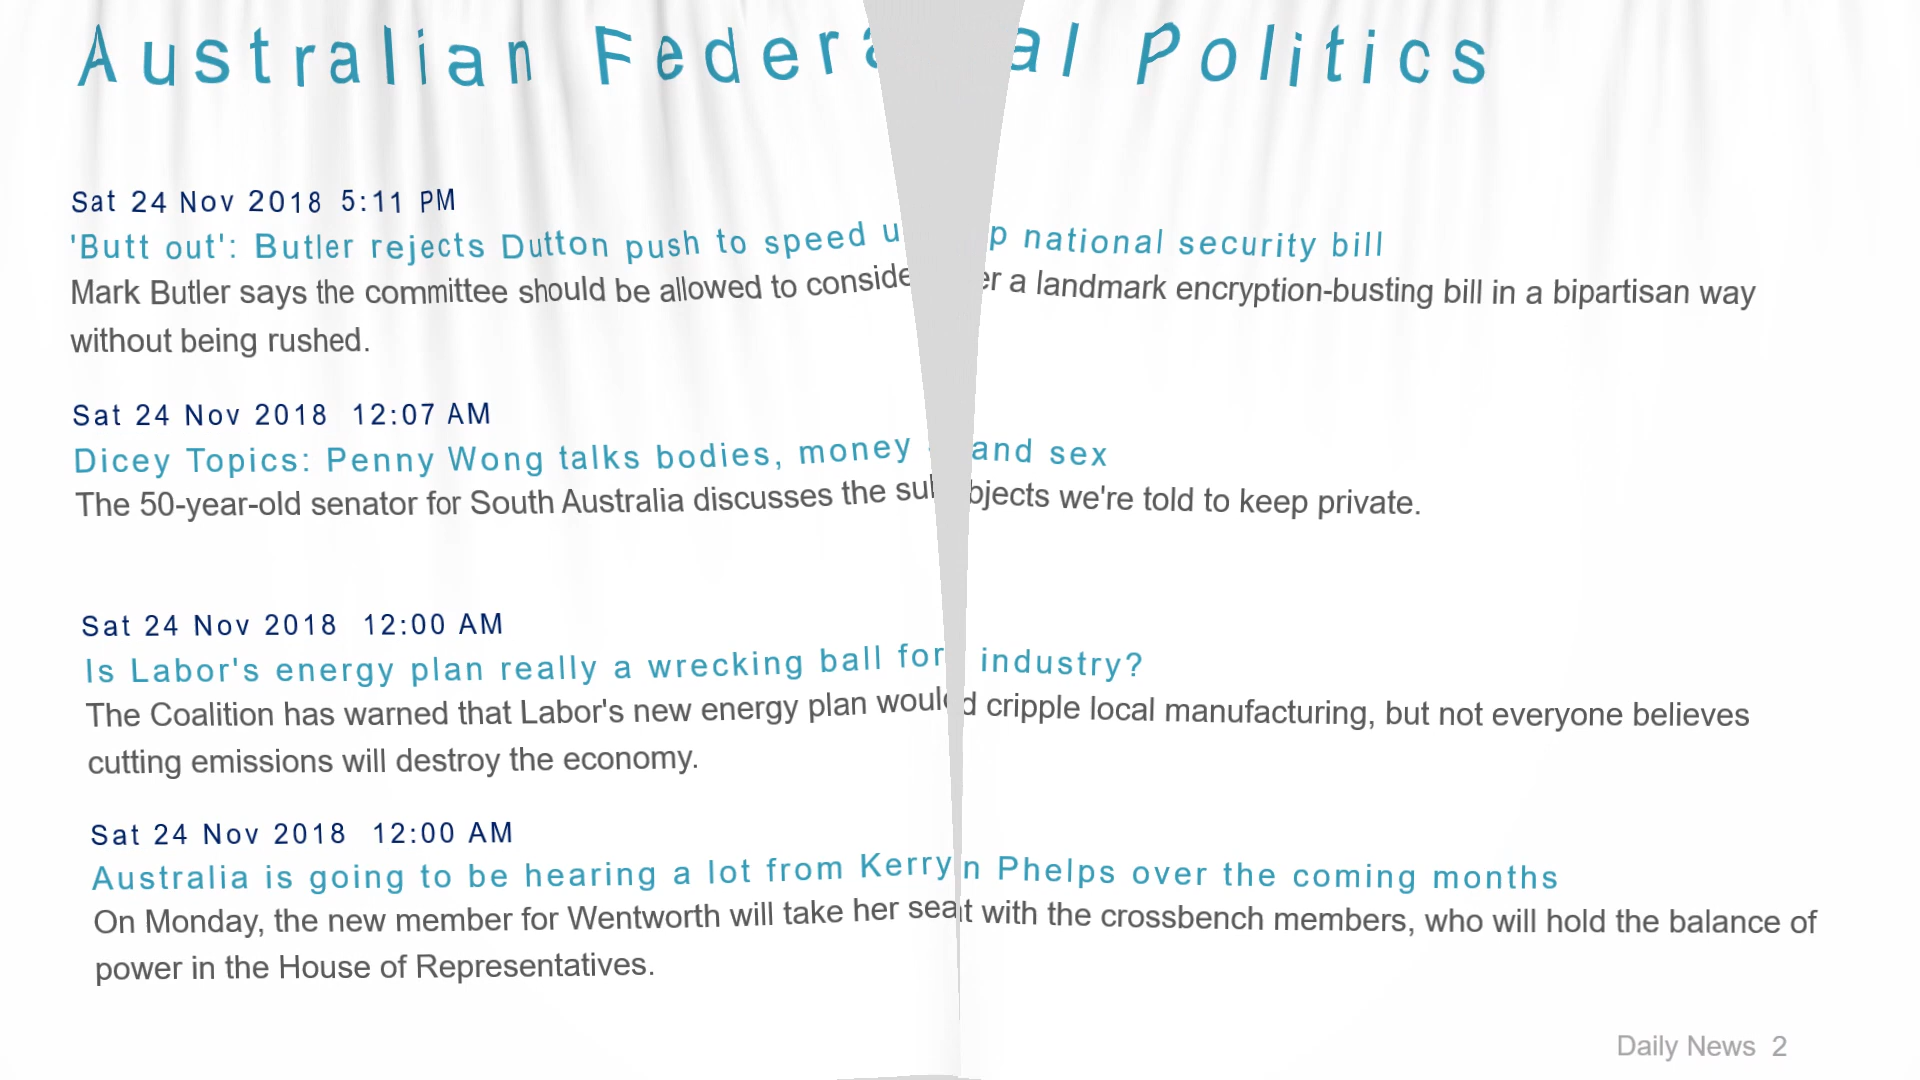 Australian Federal Politics
Sat 24 Nov 2018 5:11 PM
'Butt out': Butler rejects Dutton push to speed up national security bill
Mark Butler says the committee should be allowed to consider a landmark encryption-busting bill in a bipartisan way
without being rushed.
Sat 24 Nov 2018 12:07 AM
Dicey Topics: Penny Wong talks bodies, money and sex
The 50-year-old senator for South Australia discusses the subjects we're told to keep private.
Sat 24 Nov 2018 12:00 AM
Is Labor's energy plan really a wrecking ball for industry?
The Coalition has warned that Labor's new energy plan would cripple local manufacturing, but not everyone believes
cutting emissions will destroy the economy.
Sat 24 Nov 2018 12:00 AM
Australia is going to be hearing a lot from Kerryn Phelps over the coming months
On Monday, the new member for Wentworth will take her seat with the crossbench members, who will hold the balance of
power in the House of Representatives.
Daily News 2